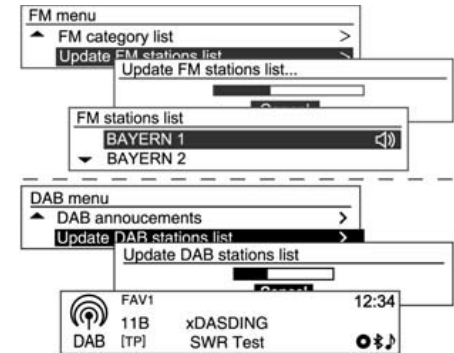 FM menu
FM category list >
Update FM stations list >
Update FM stations list...
Cancel
FM stations list
BAYERN 1
BAYERN 2
DAB menu
DAB annoucements >
Update DAB stations list >
Update DAB stations list
Cancel
FAV1 12:34
11B xDASDING
DAB [TP] SWR Test